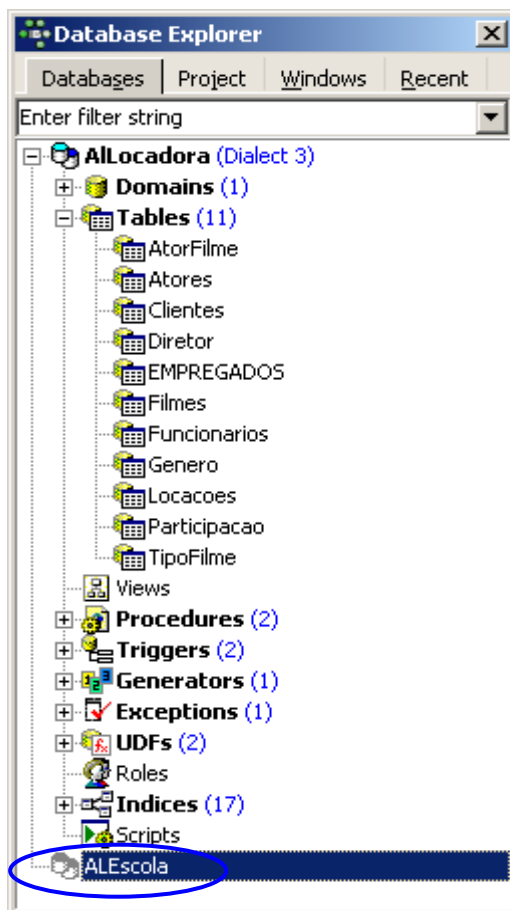 Database Explorer
Databases Project Windows Recent
Enter filter string
AlLocadora (Dialect 3)
Domains (1)
Tables (11)
AtorFilme
Atores
Clientes
Diretor
EMPREGADOS
Filmes
Funcionarios
Genero
Locacoes
Participacao
TipoFilme
Views
Procedures (2)
Triggers (2)
Generators (1)
Exceptions (1)
UDFs (2)
Roles
Indices (17)
Scripts
ALEscola